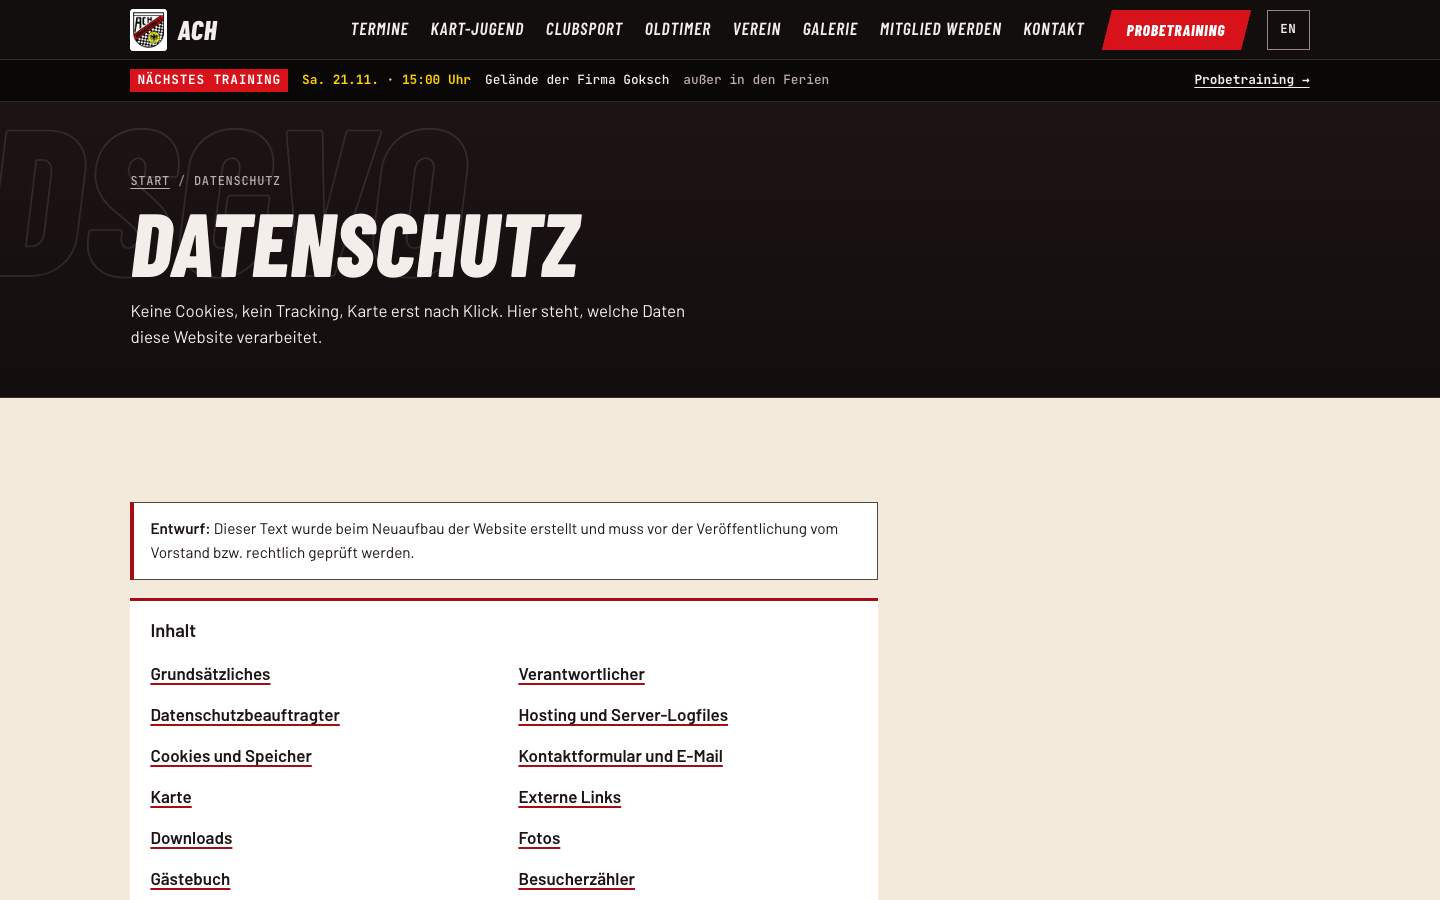 ACH
TERMINE KART-JUGEND CLUBSPORT OLDTIMER VEREIN GALERIE MITGLIED WERDEN KONTAKT PROBETRAINING EN
NÄCHSTES TRAINING Sa. 21.11. · 15:00 Uhr Gelände der Firma Goksch außer in den Ferien Probetraining →
DSGVO
START / DATENSCHUTZ
DATENSCHUTZ
Keine Cookies, kein Tracking, Karte erst nach Klick. Hier steht, welche Daten
diese Website verarbeitet.
Entwurf: Dieser Text wurde beim Neuaufbau der Website erstellt und muss vor der Veröffentlichung vom
Vorstand bzw. rechtlich geprüft werden.
Inhalt
Grundsätzliches Verantwortlicher
Datenschutzbeauftragter Hosting und Server-Logfiles
Cookies und Speicher Kontaktformular und E-Mail
Karte Externe Links
Downloads Fotos
Gästebuch Besucherzähler